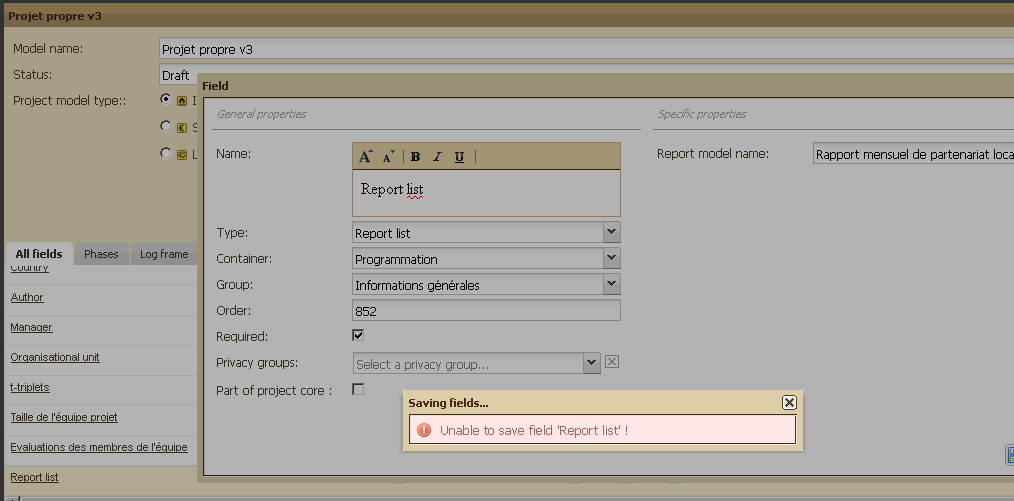 Projet propre v3
Model name: Projet propre v3
Status: Draft
Project model type::
Field
General properties
Specific properties
Name:
A A B I U
Report list
Report model name: Rapport mensuel de partenariat loca
Type: Report list
Container: Programmation
Group: Informations générales
Order: 852
Required:
Privacy groups: Select a privacy group...
Part of project core :
All fields Phases Log frame
Country
Author
Manager
Organisational unit
t-triplets
Taille de l'équipe projet
Evaluations des membres de l'équipe
Report list
Saving fields...
Unable to save field 'Report list' !